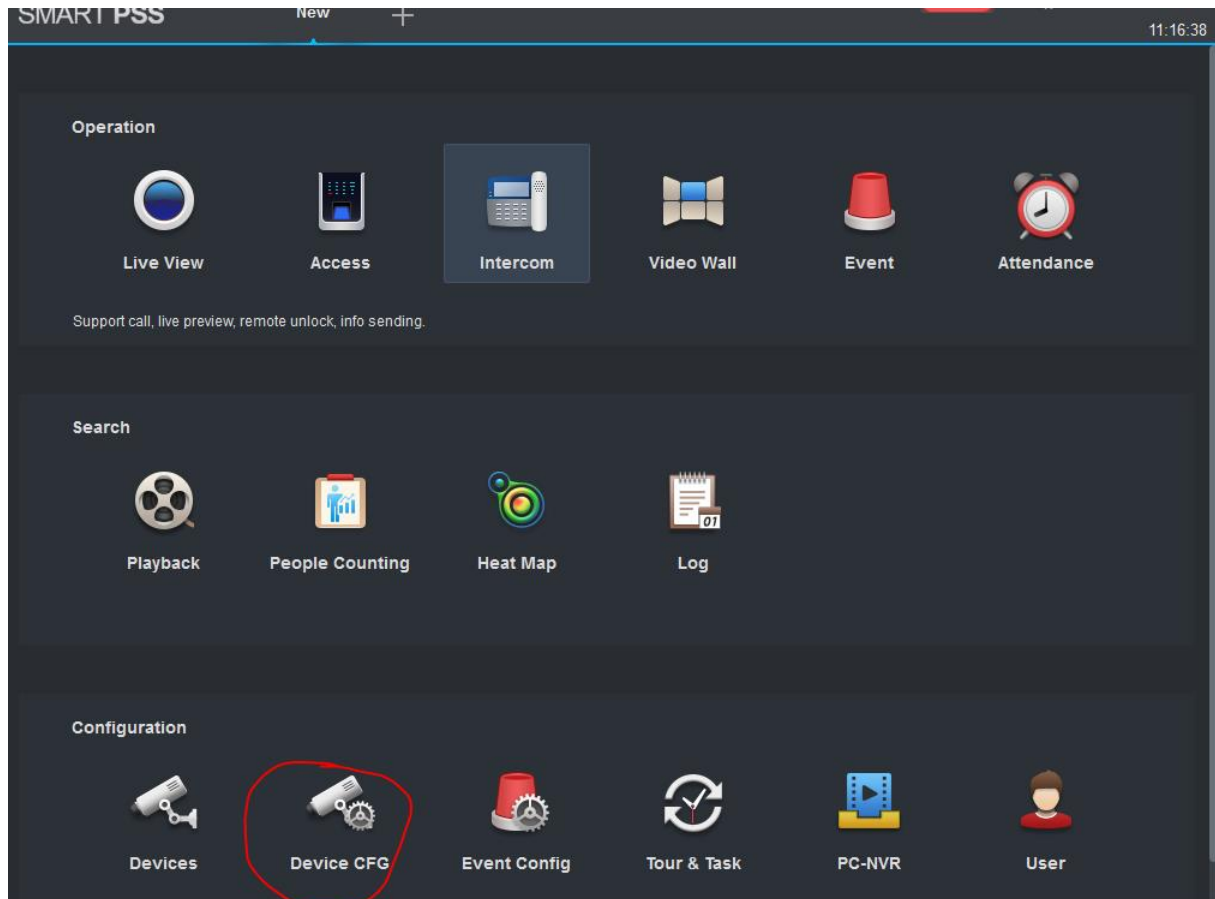 SMART PSS
New
11:16:38
Operation
Live View
Access
Intercom
Video Wall
Event
Attendance
Support call, live preview, remote unlock, info sending.
Search
01
Playback
People Counting
Heat Map
Log
Configuration
Devices
Device CFG
Event Config
Tour & Task
PC-NVR
User